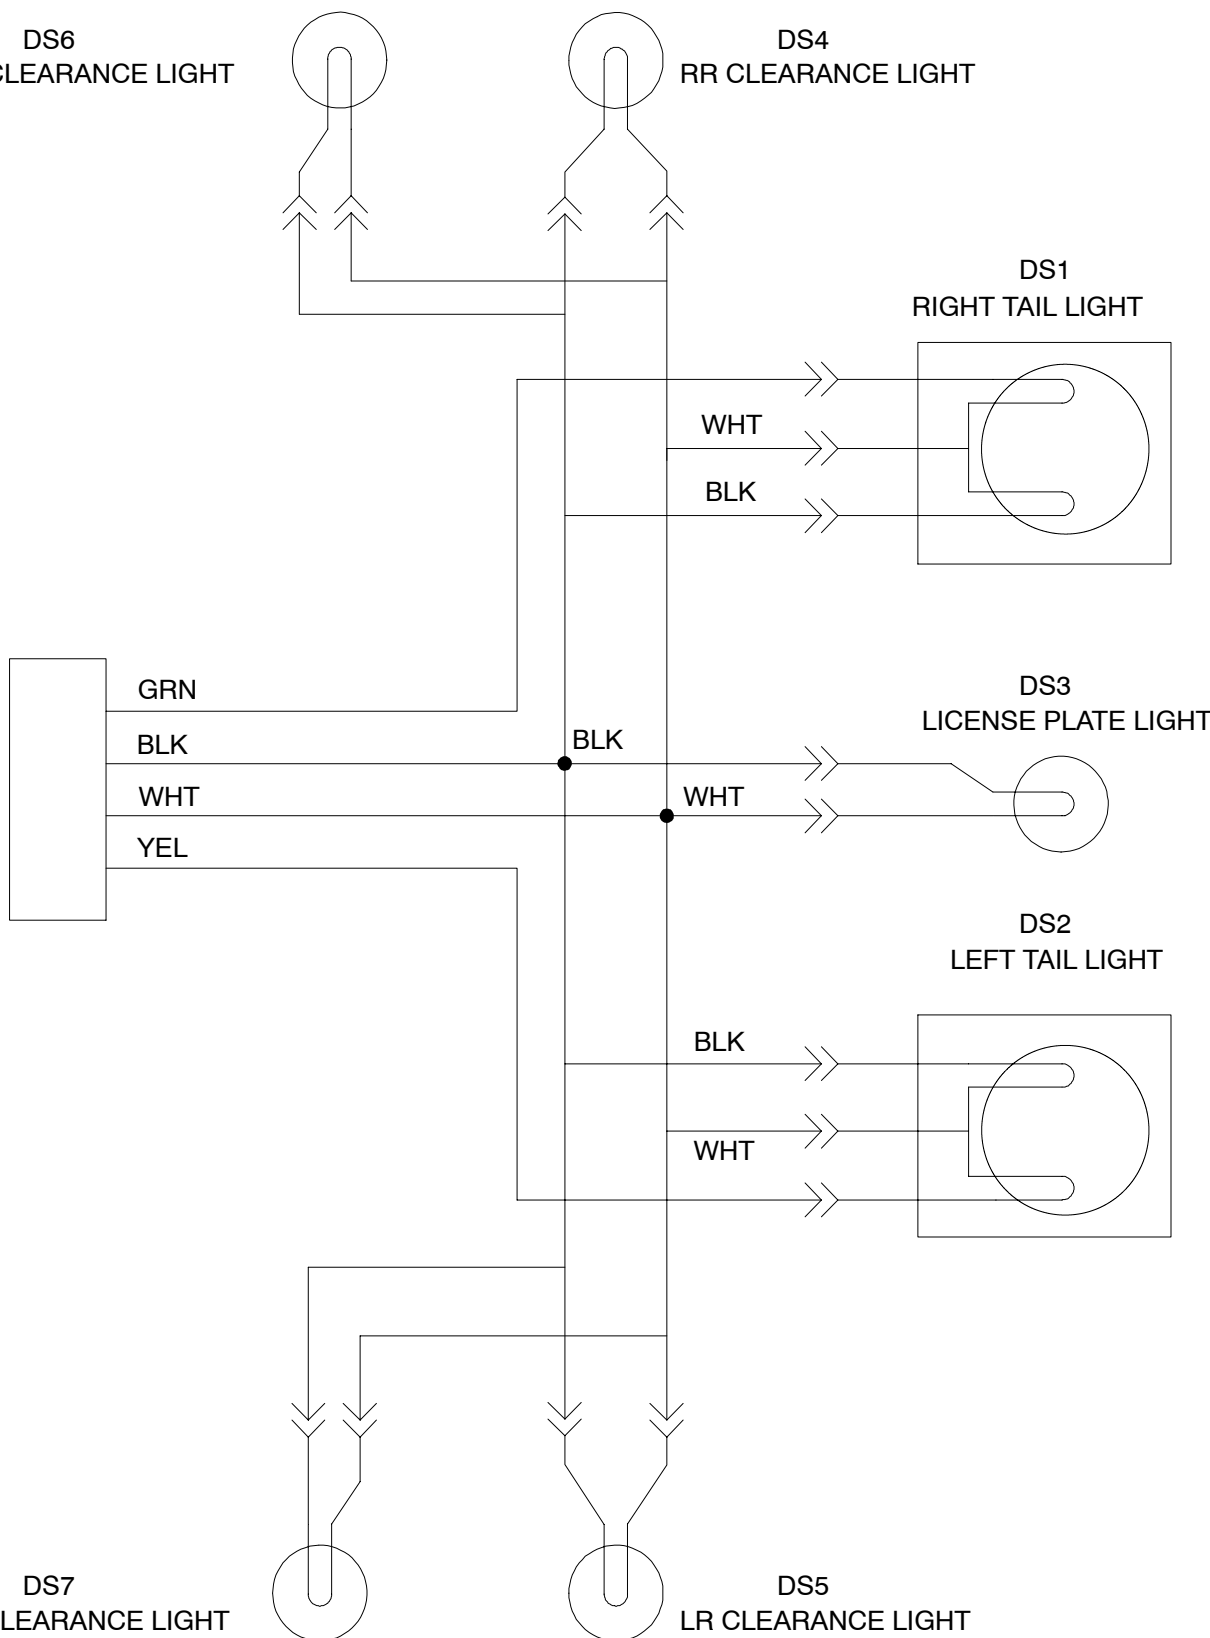 DS6
CLEARANCE LIGHT
DS4
RR CLEARANCE LIGHT
DS1
RIGHT TAIL LIGHT
WHT
BLK
GRN
BLK
WHT
YEL
BLK
WHT
DS3
LICENSE PLATE LIGHT
DS2
LEFT TAIL LIGHT
BLK
WHT
DS7
LEARANCE LIGHT
DS5
LR CLEARANCE LIGHT